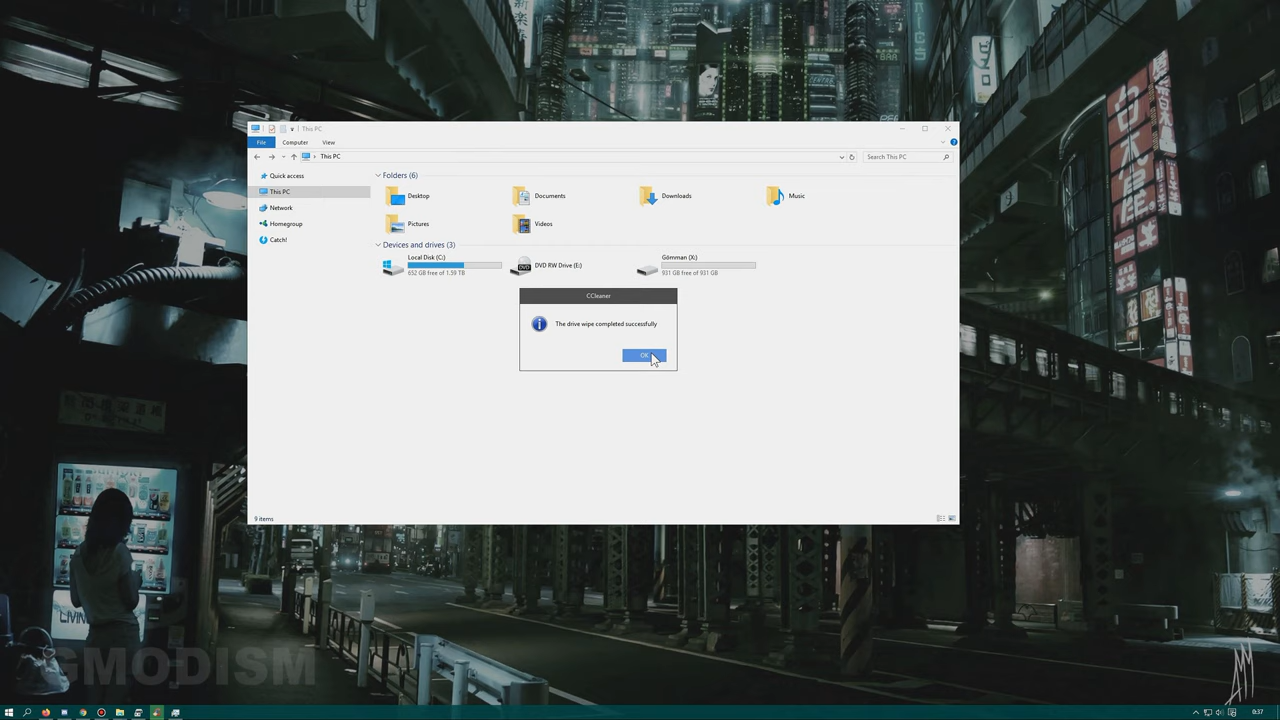 This PC
File
Computer
View
This PC
Search This PC
Quick access
This PC
Network
Homegroup
Catch!
Folders (6)
Desktop
Documents
Downloads
Music
Pictures
Videos
Devices and drives (3)
Local Disk (C:)
652 GB free of 1.59 TB
DVD RW Drive (E:)
Gömman (X:)
931 GB free of 931 GB
CCleaner
The drive wipe completed successfully
OK
9 items
GMODISM
0:37